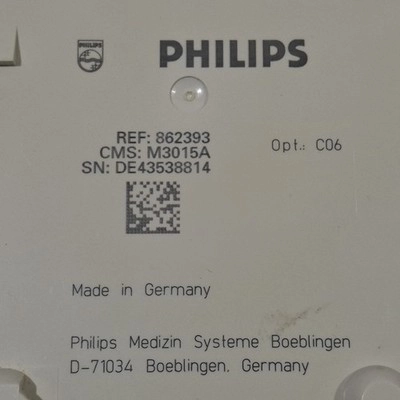 PHILIPS
REF: 862393
CMS: M3015A
SN: DE43538814
Opt.: C06
Made in Germany
Philips Medizin Systeme Boeblingen
D-71034 Boeblingen, Germany